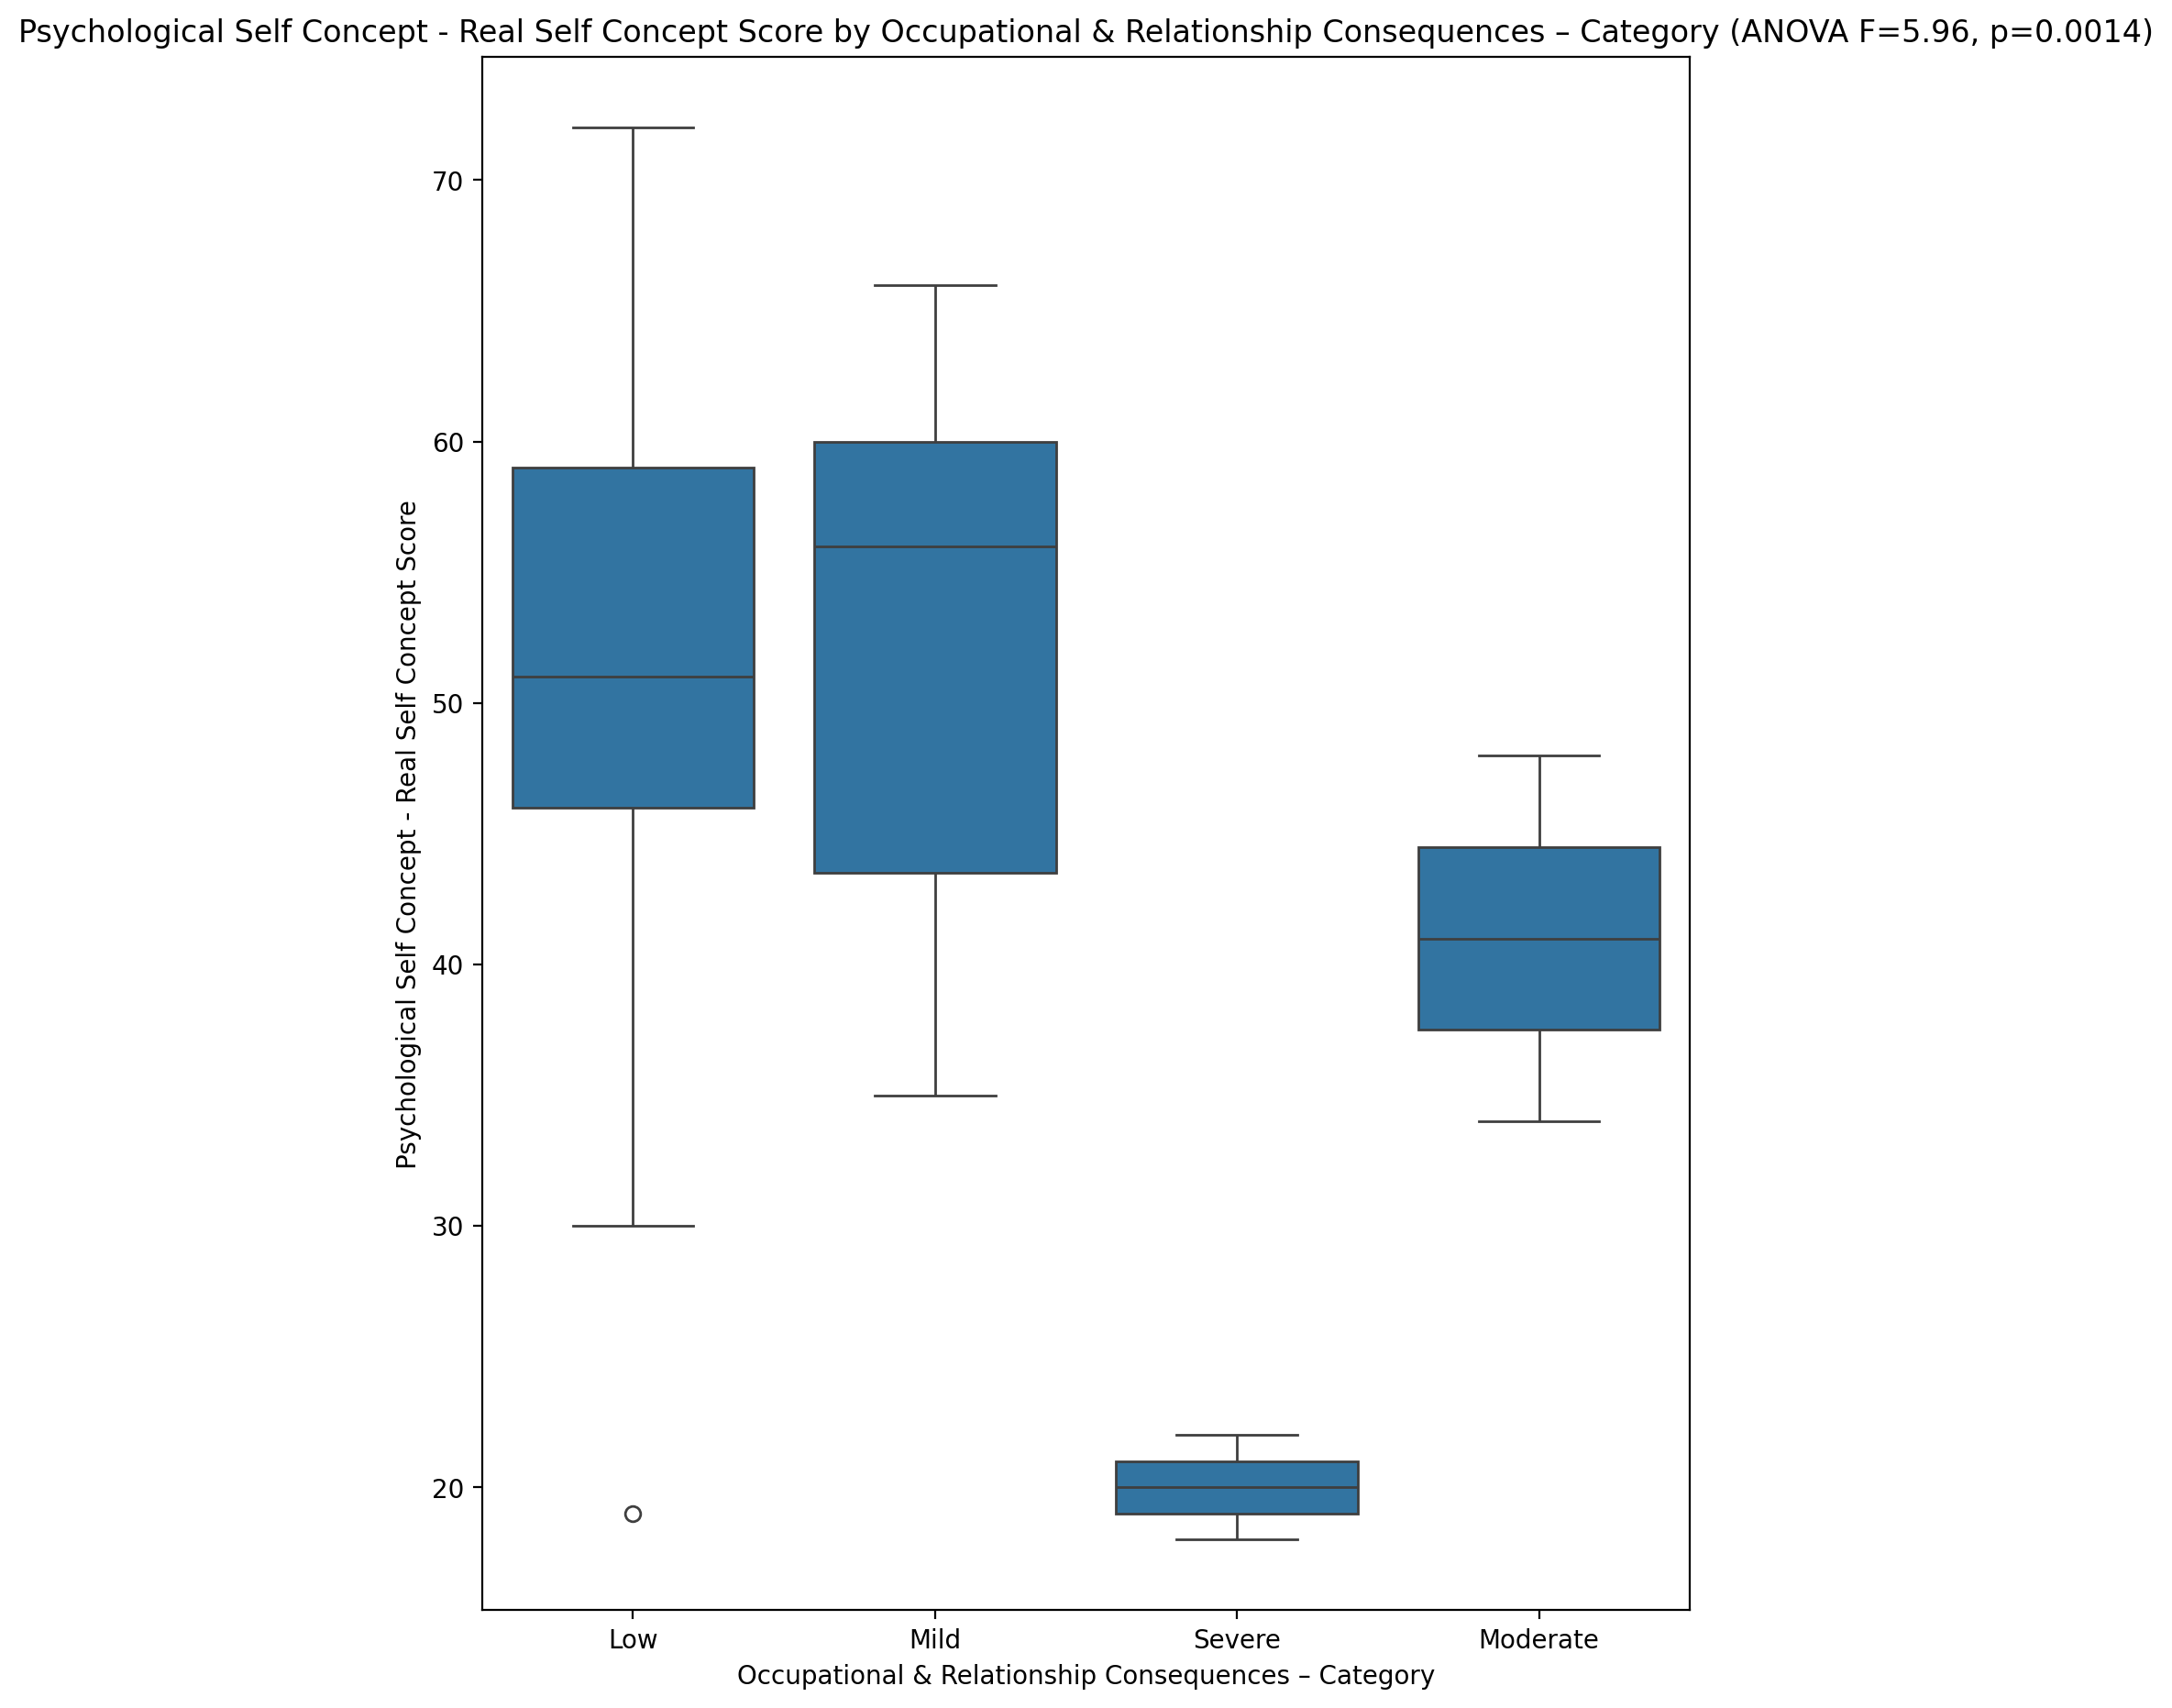 Psychological Self Concept - Real Self Concept Score by Occupational & Relationship Consequences – Category (ANOVA F=5.96, p=0.0014)
Psychological Self Concept - Real Self Concept Score
70
60
50
40
30
20
Low
Mild
Severe
Moderate
Occupational & Relationship Consequences – Category